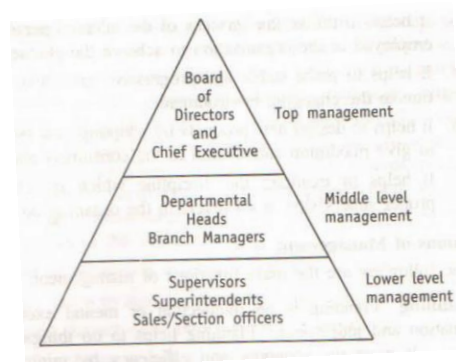 Board
of
Directors
and
Chief Executive
Top management
Departmental
Heads
Branch Managers
Middle level
management
Supervisors
Superintendents
Sales/Section officers
Lower level
management